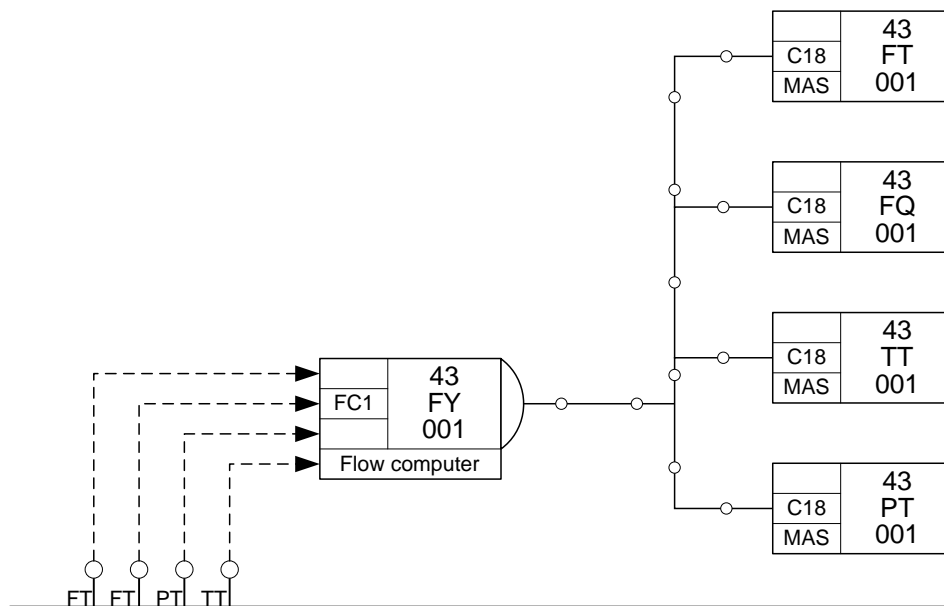 43
C18 FT
MAS 001
43
C18 FQ
MAS 001
43
C18 TT
MAS 001
43
FC1 FY
001
Flow computer
43
C18 PT
MAS 001
FT FT PT TT